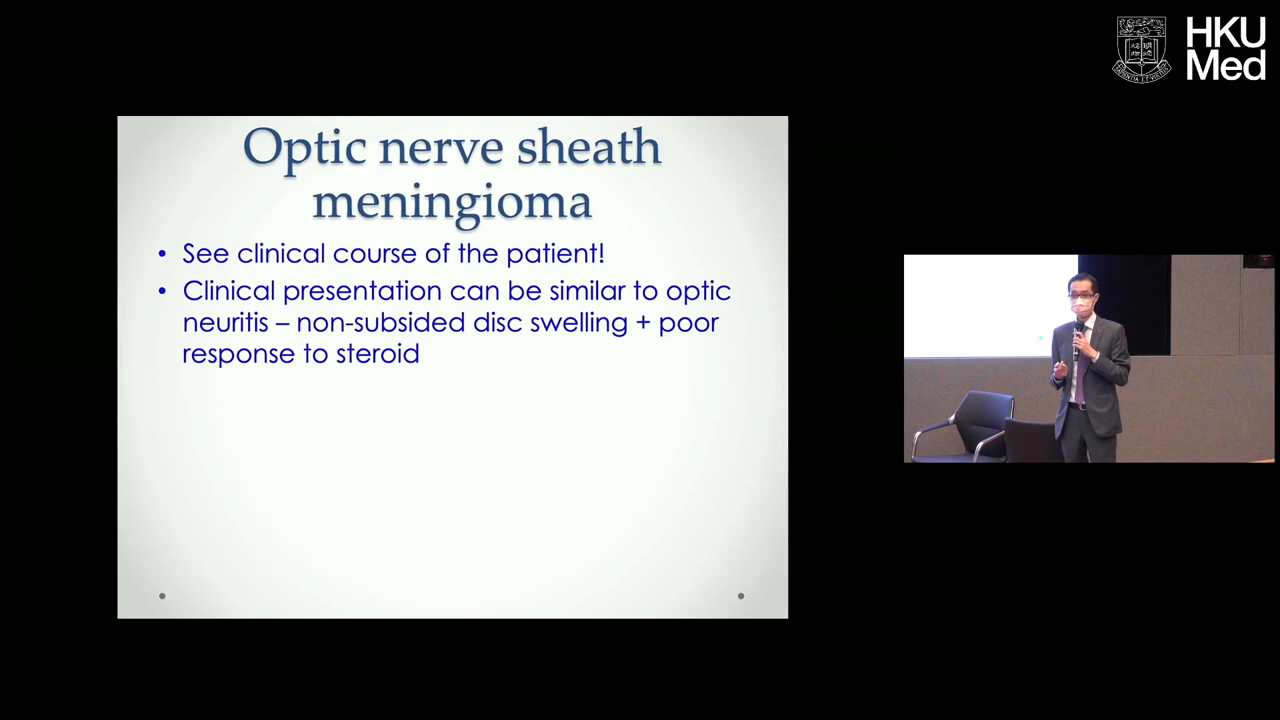 HKU
Med
Optic nerve sheath
meningioma
• See clinical course of the patient!
• Clinical presentation can be similar to optic
neuritis – non-subsided disc swelling + poor
response to steroid